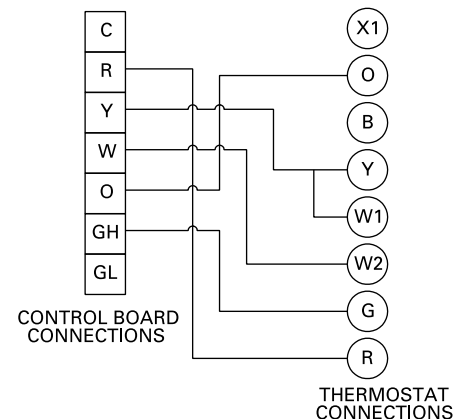 C
R
Y
W
O
GH
GL
CONTROL BOARD
CONNECTIONS
X1
O
B
Y
W1
W2
G
R
THERMOSTAT
CONNECTIONS